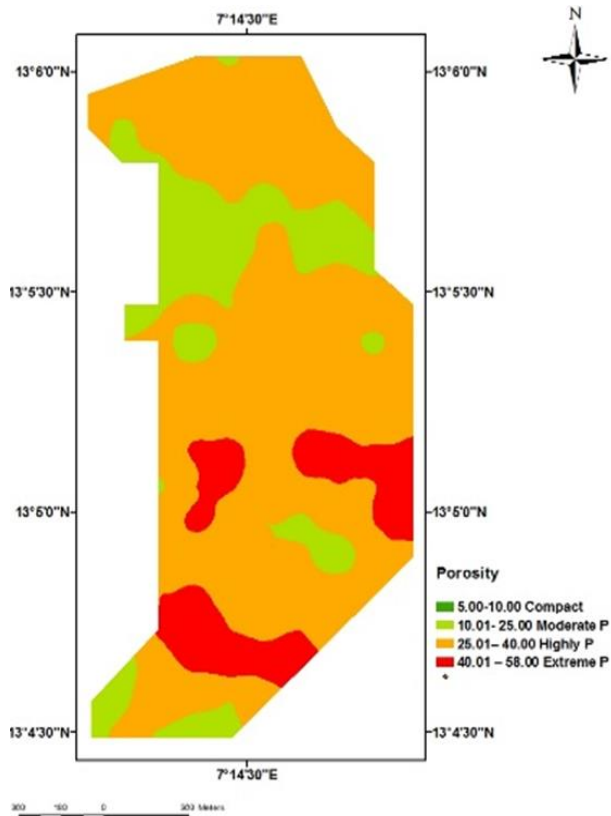 7°14'30"E
N
13°6'0"N
13°6'0"N
13°5'30"N
13°5'30"N
13°5'0"N
13°5'0"N
Porosity
5.00-10.00 Compact
10.01- 25.00 Moderate P
25.01– 40.00 Highly P
40.01 – 58.00 Extreme P
13°4'30"N
13°4'30"N
7°14'30"E
0
Meters